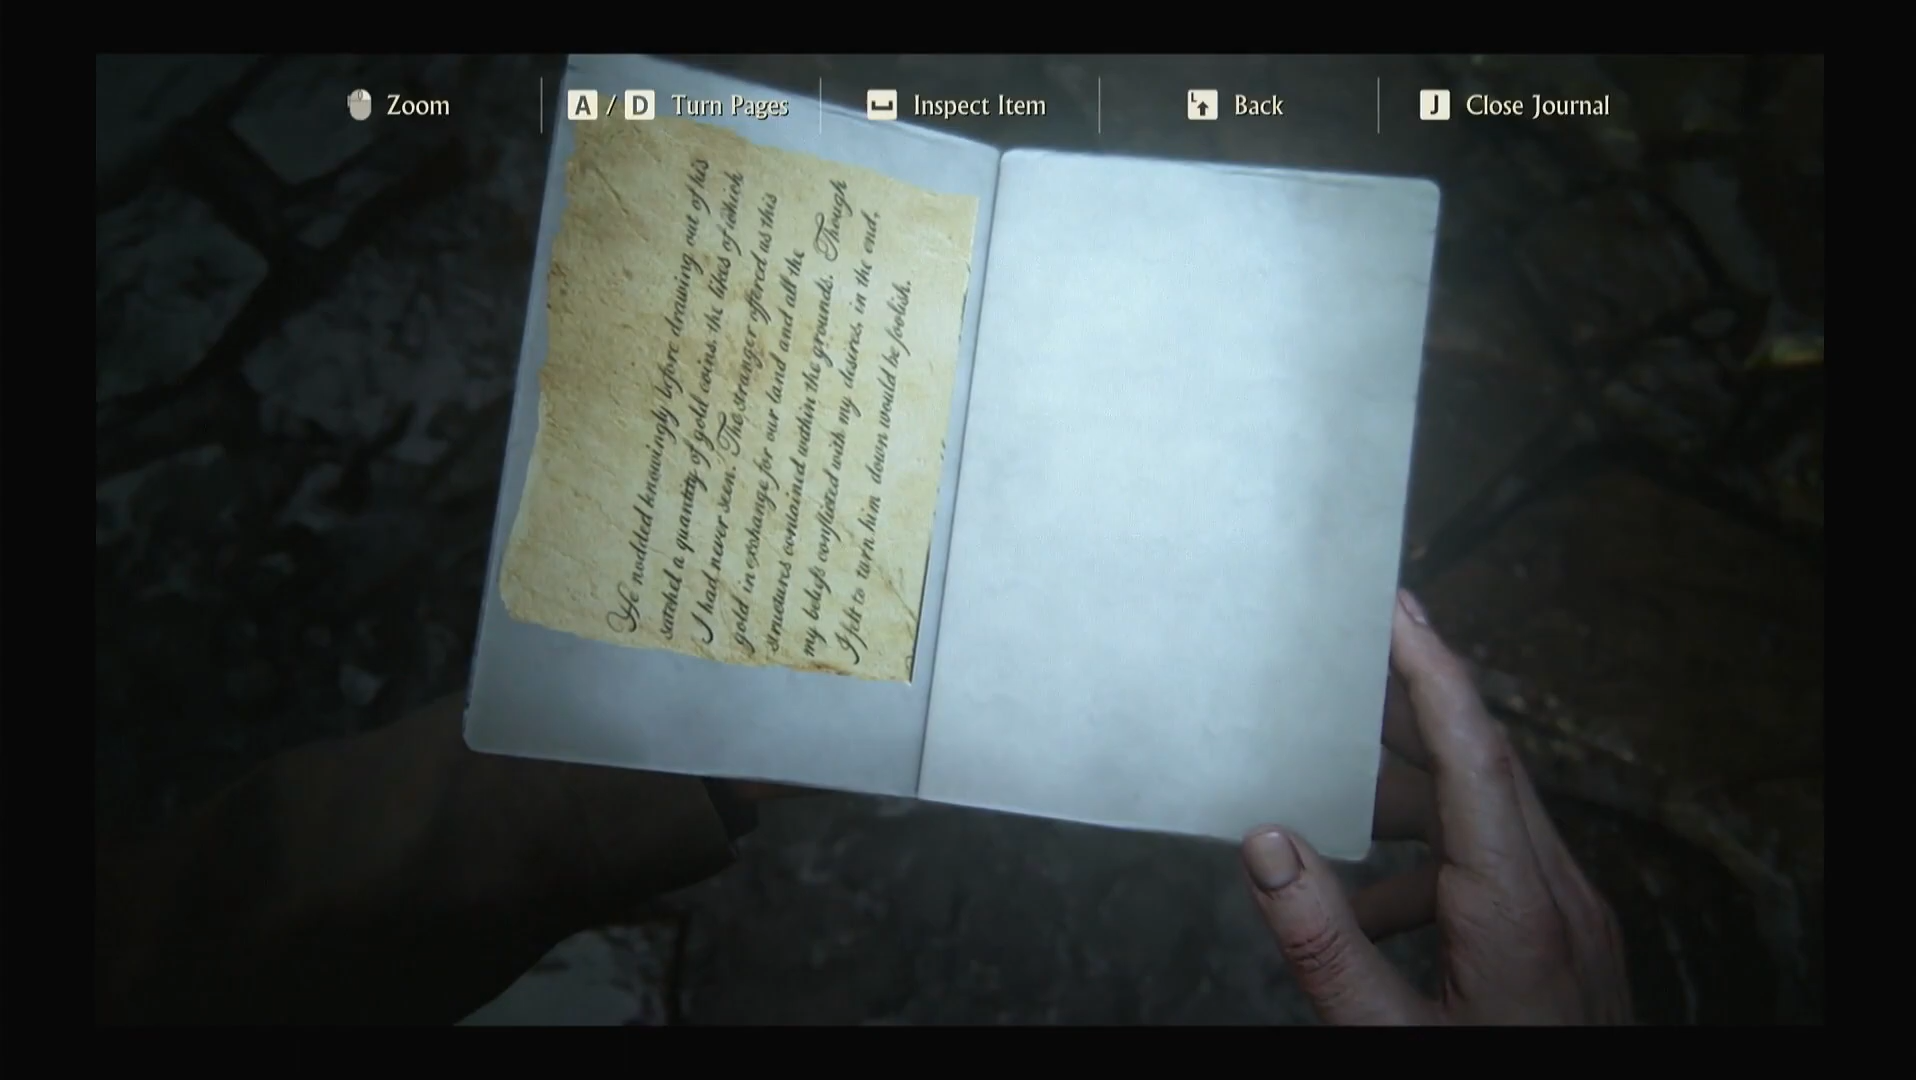 Zoom
A / D Turn Pages
Inspect Item
Back
J Close Journal
He nodded knowingly before drawing out of his
satchel a quantity of gold coins, the likes of which
I had never seen. The stranger offered us this
gold in exchange for our land and all the
structures contained within the grounds. Though
my beliefs conflicted with my desires, in the end,
I felt to turn him down would be foolish.